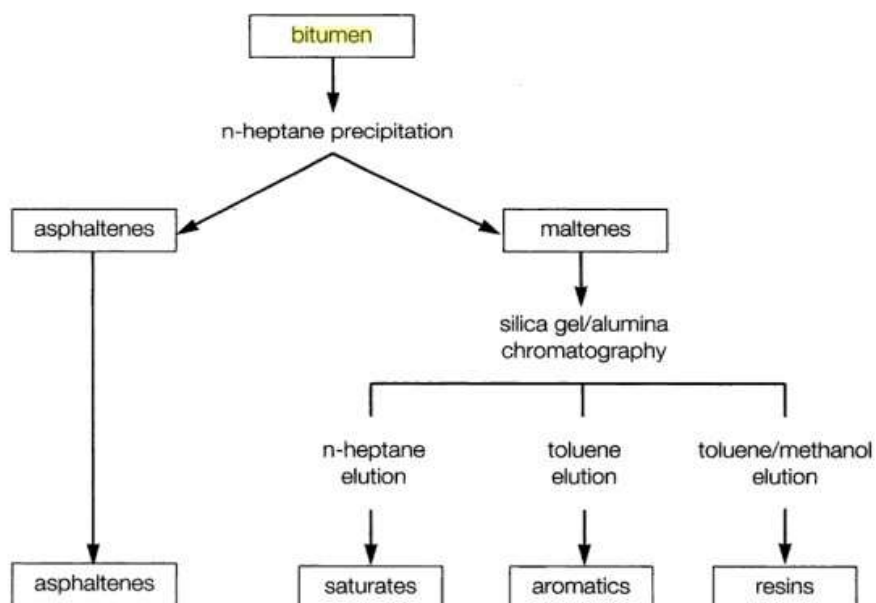 bitumen
n-heptane precipitation
asphaltenes
maltenes
silica gel/alumina
chromatography
n-heptane
elution
toluene
elution
toluene/methanol
elution
asphaltenes
saturates
aromatics
resins